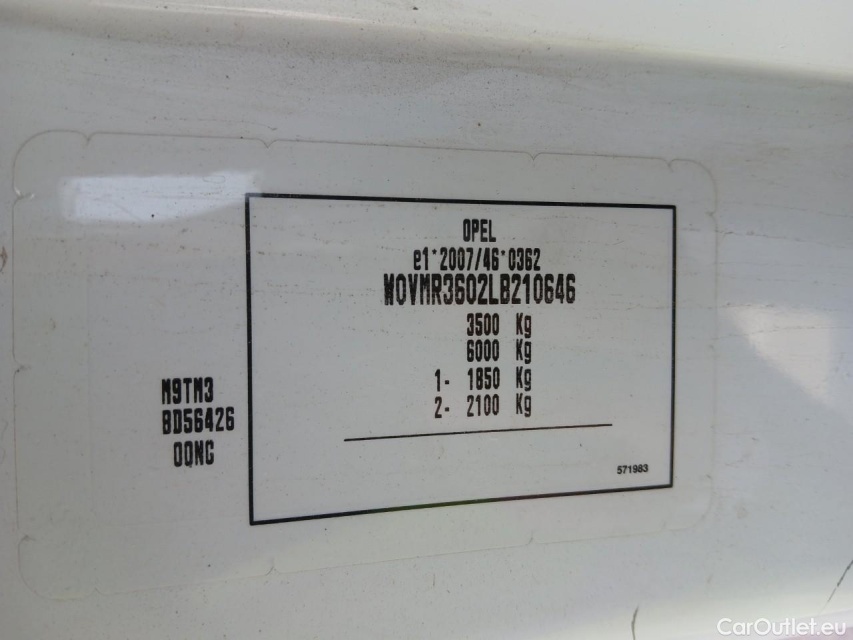 OPEL
e1*2007/46*0362
W0VMR3602LB210646
3500 Kg
6000 Kg
1- 1850 Kg
2- 2100 Kg
571983
M9TM3
BD56426
0QNC
CarOutlet.eu